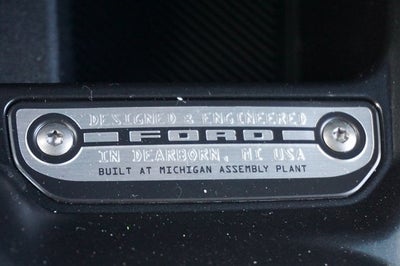 DESIGNED & ENGINEERED
FORD
IN DEARBORN, MI USA
BUILT AT MICHIGAN ASSEMBLY PLANT